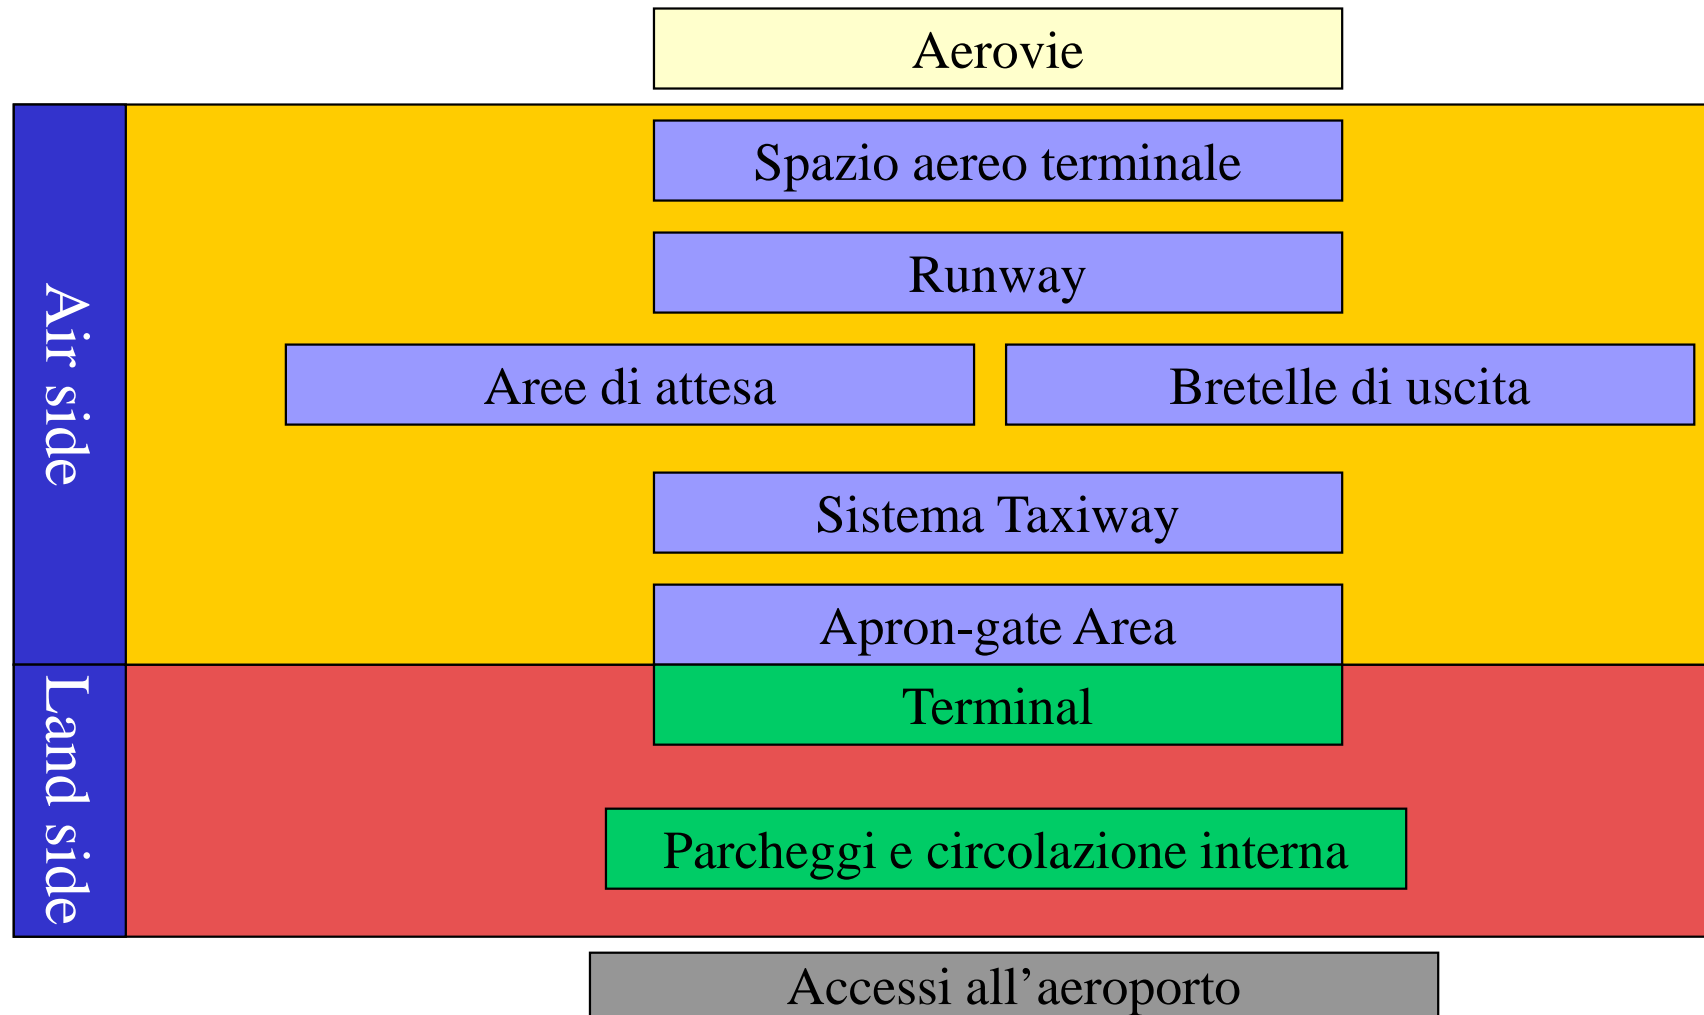 Aerovie
Air side
Spazio aereo terminale
Runway
Aree di attesa
Bretelle di uscita
Sistema Taxiway
Apron-gate Area
Land side
Terminal
Parcheggi e circolazione interna
Accessi all’aeroporto